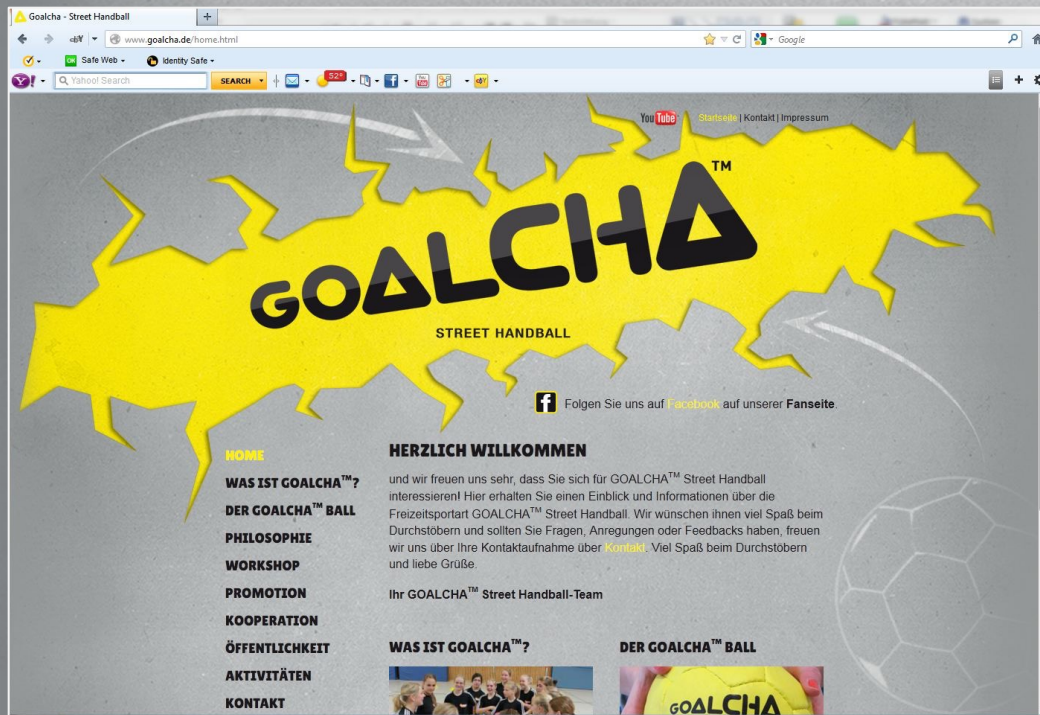 Goalcha - Street Handball
www.goalcha.de/home.html
Google
OK Safe Web
Identity Safe
Yahoo! Search
SEARCH
52°
You Tube
Startseite | Kontakt | Impressum
GOALCHA™
STREET HANDBALL
Folgen Sie uns auf Facebook auf unserer Fanseite.
HOME
WAS IST GOALCHA™?
DER GOALCHA™ BALL
PHILOSOPHIE
WORKSHOP
PROMOTION
KOOPERATION
ÖFFENTLICHKEIT
AKTIVITÄTEN
KONTAKT
HERZLICH WILLKOMMEN
und wir freuen uns sehr, dass Sie sich für GOALCHA™ Street Handball
interessieren! Hier erhalten Sie einen Einblick und Informationen über die
Freizeitsportart GOALCHA™ Street Handball. Wir wünschen ihnen viel Spaß beim
Durchstöbern und sollten Sie Fragen, Anregungen oder Feedbacks haben, freuen
wir uns über Ihre Kontaktaufnahme über Kontakt. Viel Spaß beim Durchstöbern
und liebe Grüße.
Ihr GOALCHA™ Street Handball-Team
WAS IST GOALCHA™?
DER GOALCHA™ BALL
GOALCHA